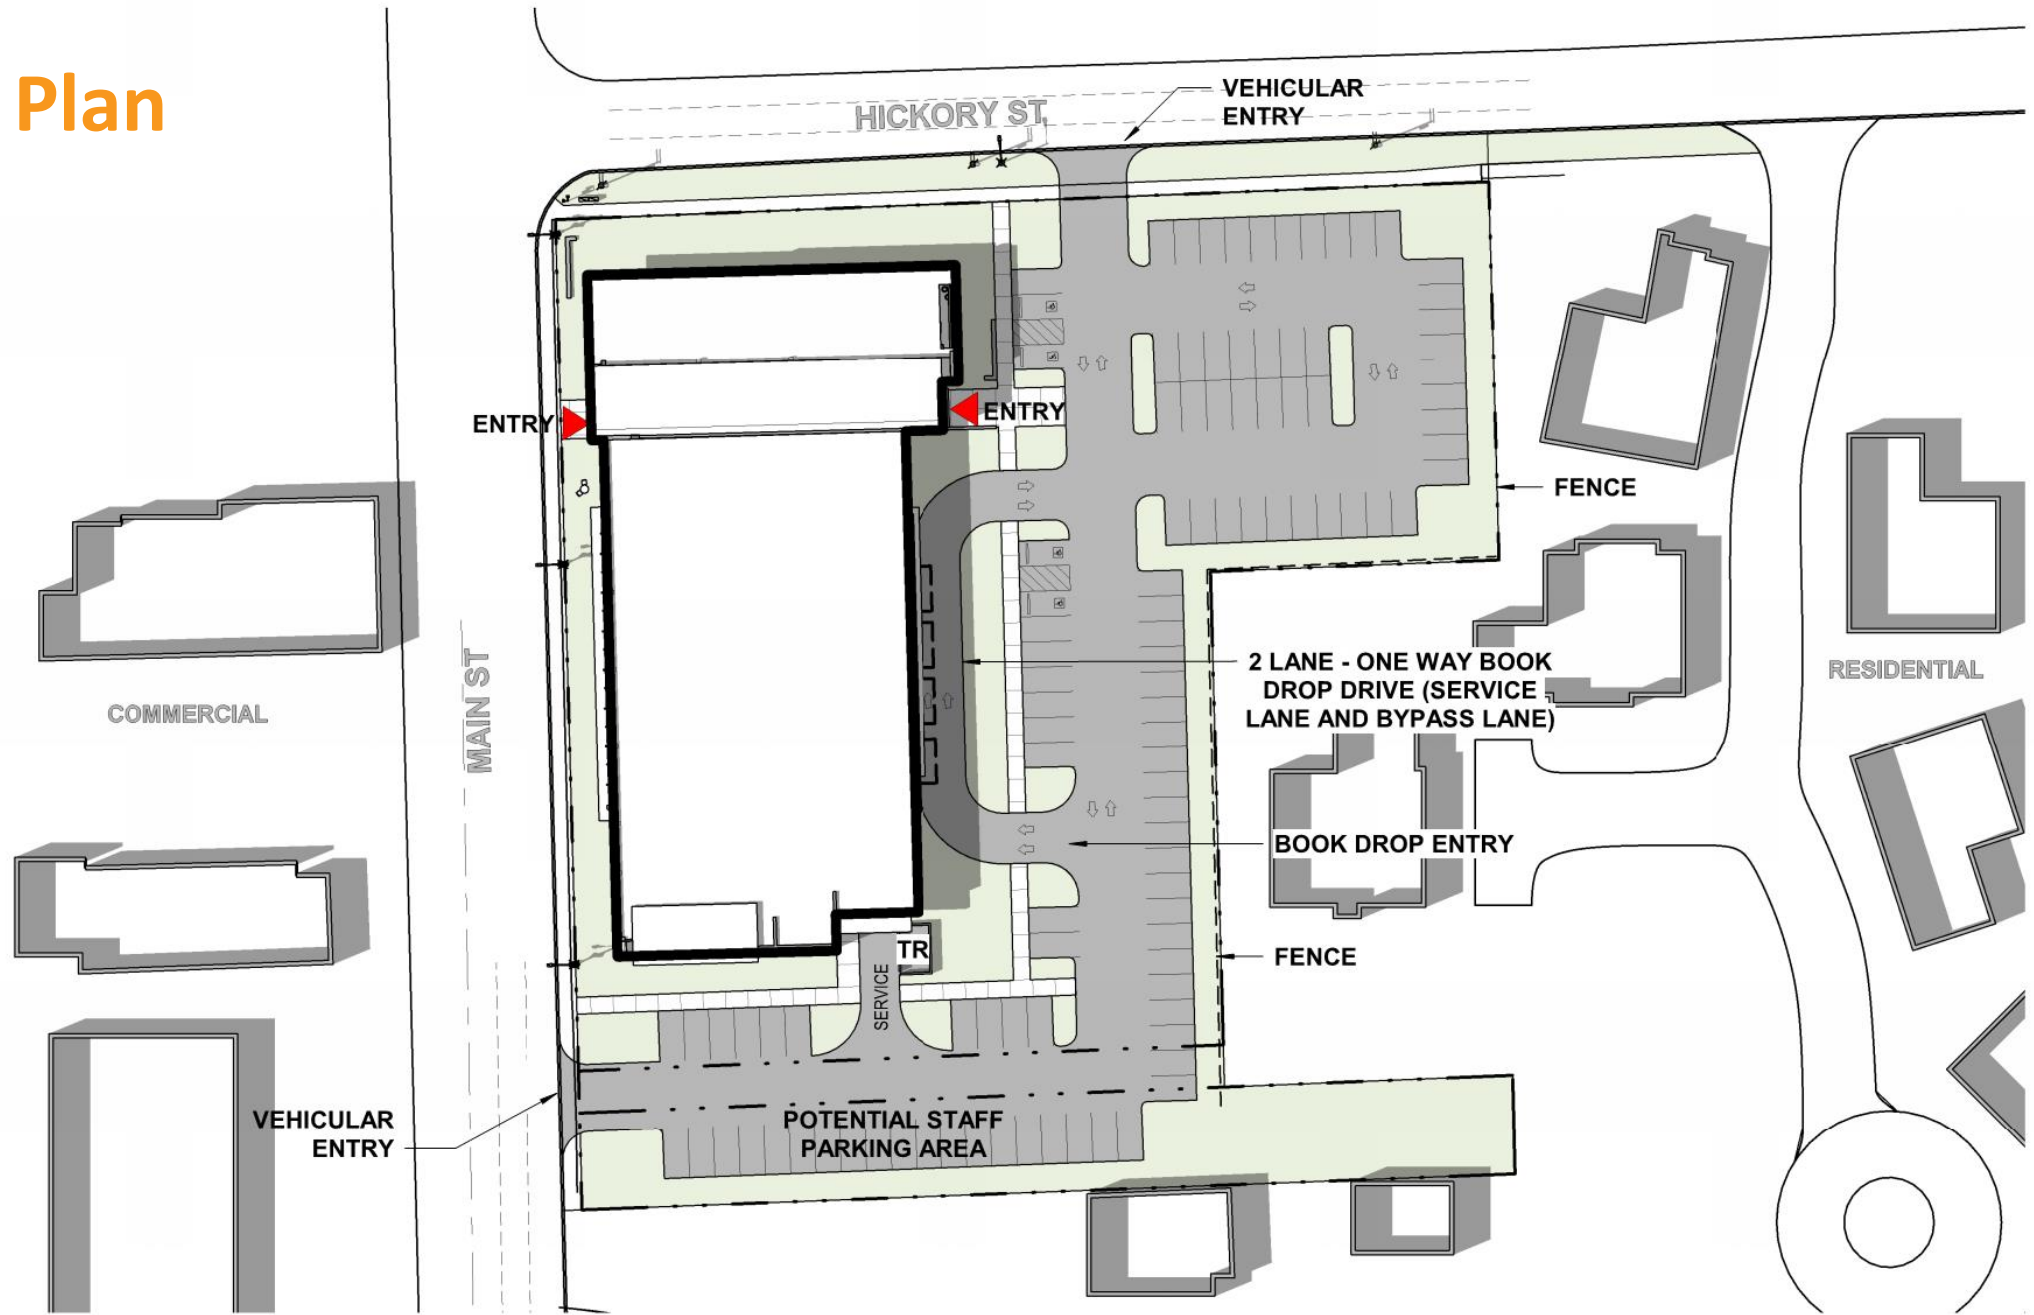 Plan
VEHICULAR
ENTRY
HICKORY ST.
ENTRY
ENTRY
FENCE
2 LANE - ONE WAY BOOK
DROP DRIVE (SERVICE
LANE AND BYPASS LANE)
RESIDENTIAL
COMMERCIAL
MAIN ST
BOOK DROP ENTRY
FENCE
TR
SERVICE
VEHICULAR
ENTRY
POTENTIAL STAFF
PARKING AREA